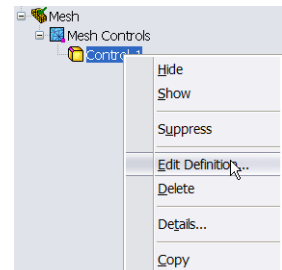 Mesh
Mesh Controls
Control-1
Hide
Show
Suppress
Edit Definition...
Delete
Details...
Copy